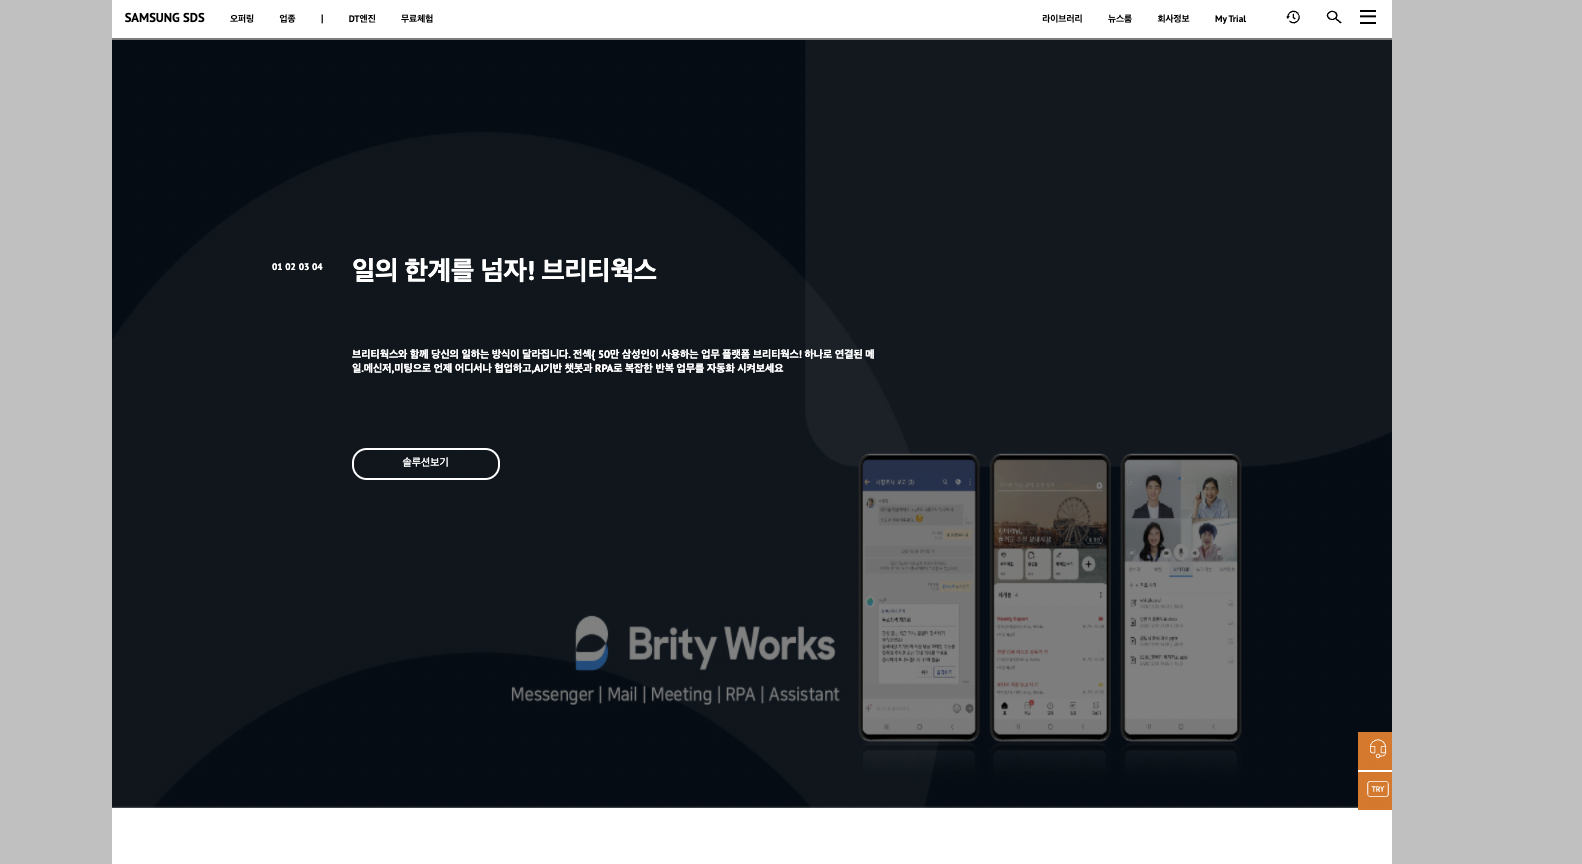 SAMSUNG SDS 오퍼링 업종 | DT엔진 무료체험 라이브러리 뉴스룸 회사정보 My Trial
01 02 03 04 일의 한계를 넘자! 브리티웍스
브리티웍스와 함께 당신의 일하는 방식이 달라집니다. 전섹( 50만 삼성인이 사용하는 업무 플랫폼 브리티웍스! 하나로 연결된 메
일.메신저,미팅으로 언제 어디서나 협업하고,AI기반 챗봇과 RPA로 복잡한 반복 업무를 자동화 시켜보세요
솔루션보기
Brity Works
Messenger | Mail | Meeting | RPA | Assistant
TRY